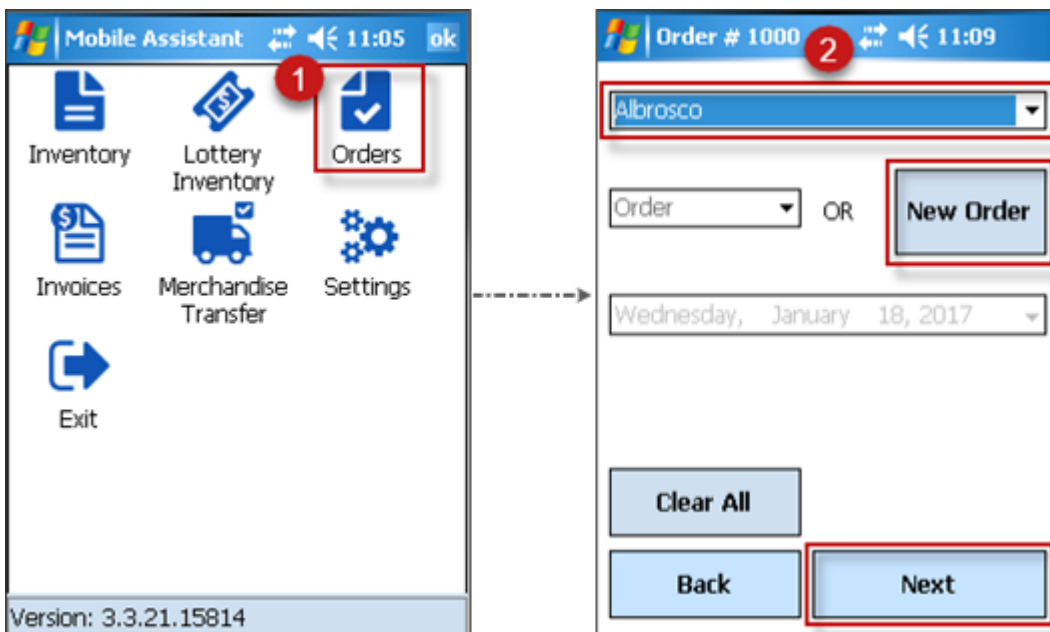 Mobile Assistant 11:05 ok
1
Inventory
Lottery
Inventory
Orders
Invoices
Merchandise
Transfer
Settings
Exit
Version: 3.3.21.15814
Order # 1000 11:09
2
Albrosco
Order OR New Order
Wednesday, January 18, 2017
Clear All
Back Next